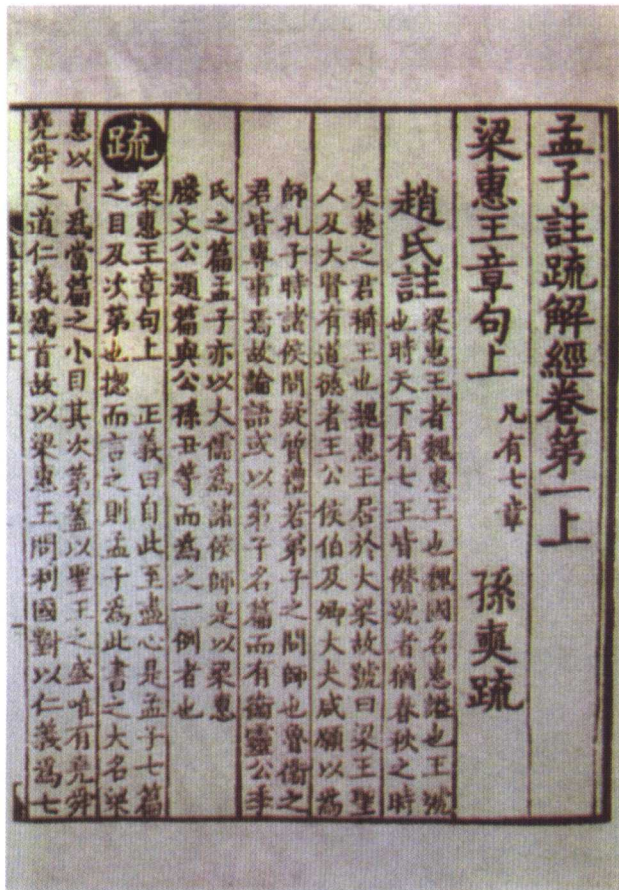 孟子註疏解經卷第一上
梁惠王章句上 凡有七章 孫奭疏
趙氏註 梁惠王者魏惠王也魏國名惠謚也王號
也時天下有七王皆僭號者猶春秋之時
吳楚之君稱王也魏惠王居於大梁故號曰梁王聖
人及大賢有道德者王公侯伯及卿大夫咸願以爲
師孔子時諸侯問疑質禮若弟子之問師也魯衞之
君皆專事焉故論語或以弟子名篇而有衞靈公季
氏之篇孟子亦以大儒爲諸侯師是以梁惠
滕文公題篇與公孫丑等而爲之一例者也
疏 梁惠王章句上 正義曰自此至盡心是孟子七篇
之目及次第也揔而言之則孟子爲此書之大名梁
惠以下爲當篇之小目其次第蓋以聖王之盛唯有堯舜
堯舜之道仁義爲首故以梁惠王問利國對以仁義爲七